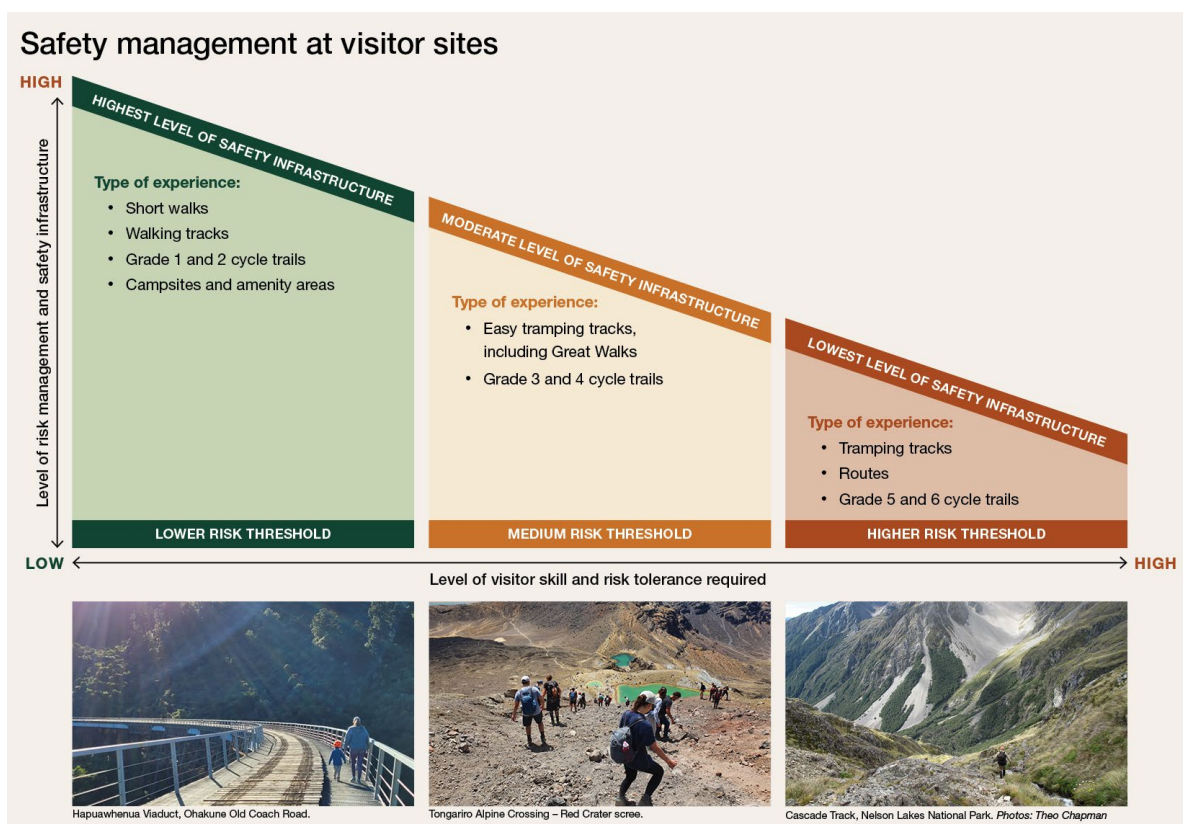 Safety management at visitor sites
HIGH
Level of risk management and safety infrastructure
HIGHEST LEVEL OF SAFETY INFRASTRUCTURE
Type of experience:
• Short walks
• Walking tracks
• Grade 1 and 2 cycle trails
• Campsites and amenity areas
LOWER RISK THRESHOLD
MODERATE LEVEL OF SAFETY INFRASTRUCTURE
Type of experience:
• Easy tramping tracks,
including Great Walks
• Grade 3 and 4 cycle trails
MEDIUM RISK THRESHOLD
LOWEST LEVEL OF SAFETY INFRASTRUCTURE
Type of experience:
• Tramping tracks
• Routes
• Grade 5 and 6 cycle trails
HIGHER RISK THRESHOLD
LOW
HIGH
Level of visitor skill and risk tolerance required
Hapuawhenua Viaduct, Ohakune Old Coach Road.
Tongariro Alpine Crossing – Red Crater scree.
Cascade Track, Nelson Lakes National Park. Photos: Theo Chapman